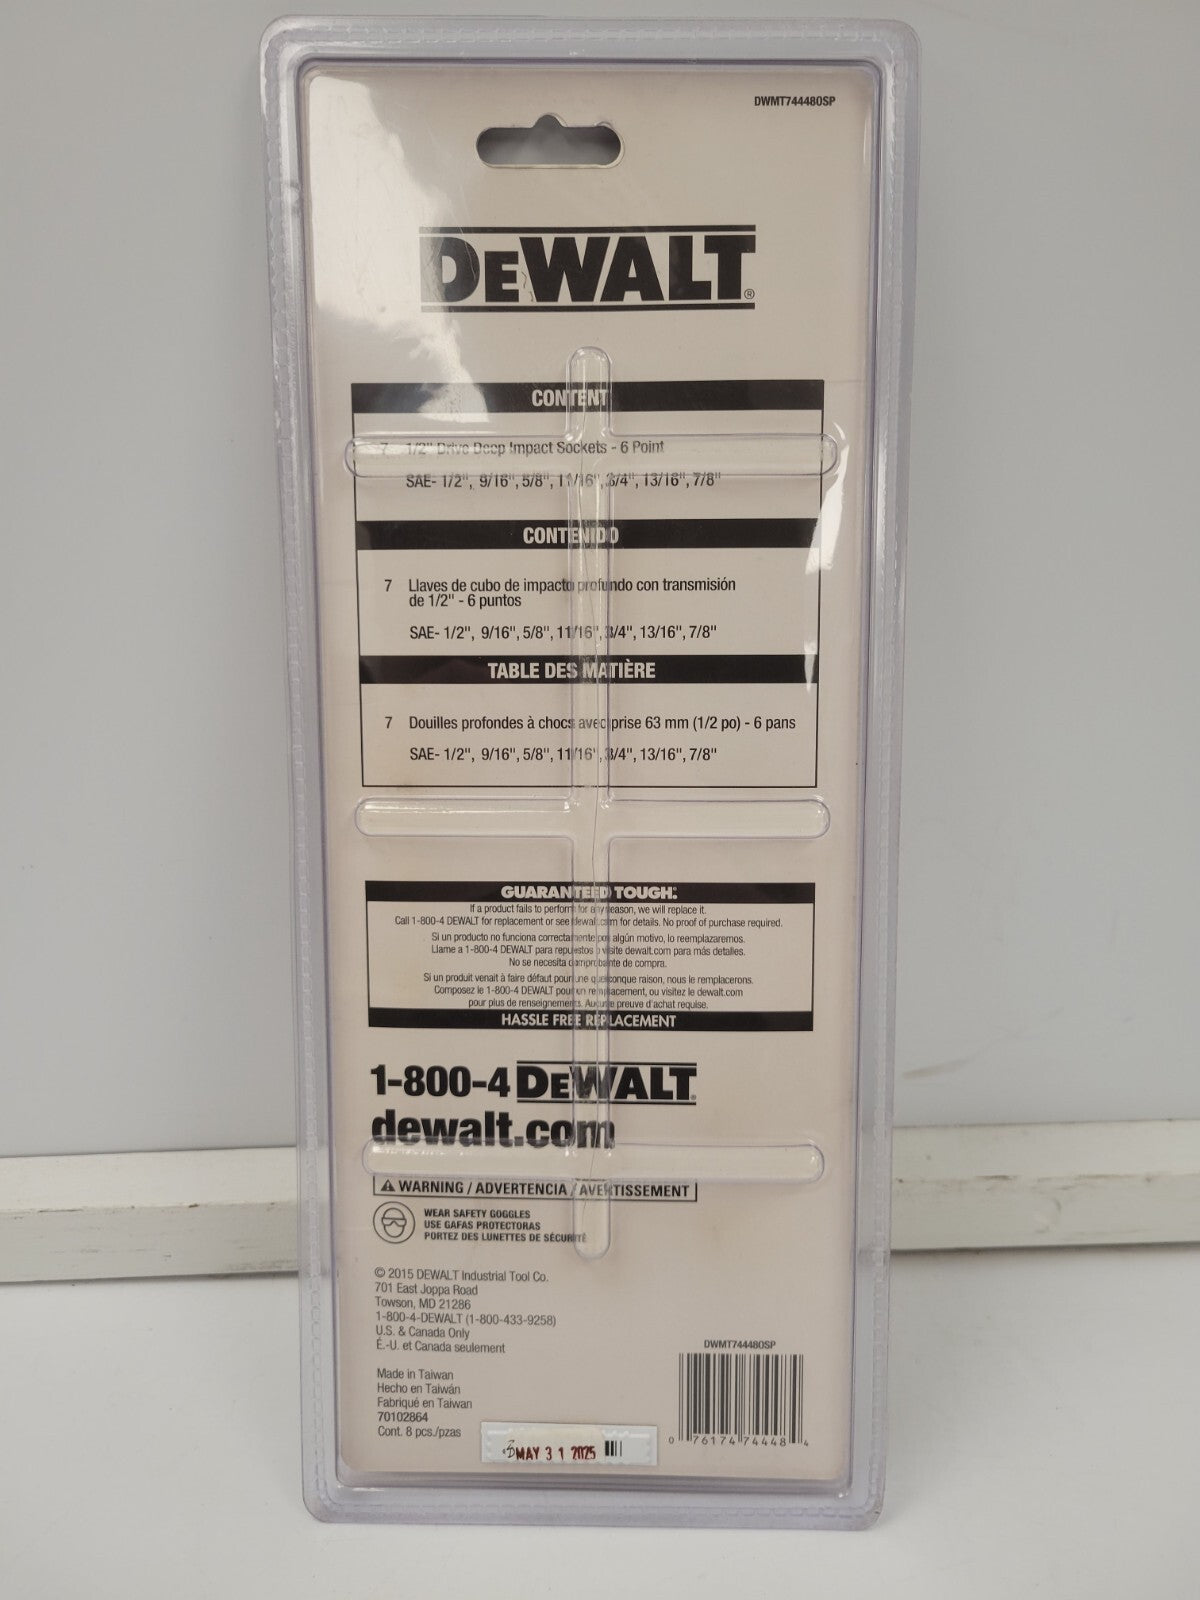 DWMT74448OSP
DEWALT®
CONTENT
7 1/2" Drive Deep Impact Sockets - 6 Point
SAE- 1/2", 9/16", 5/8", 11/16", 3/4", 13/16", 7/8"
CONTENIDO
7 Llaves de cubo de impacto profundo con transmisión
de 1/2" - 6 puntos
SAE- 1/2", 9/16", 5/8", 11/16", 3/4", 13/16", 7/8"
TABLE DES MATIÈRE
7 Douilles profondes à chocs avec prise 63 mm (1/2 po) - 6 pans
SAE- 1/2", 9/16", 5/8", 11/16", 3/4", 13/16", 7/8"
GUARANTEED TOUGH.
If a product fails to perform for any reason, we will replace it.
Call 1-800-4 DEWALT for replacement or see dewalt.com for details. No proof of purchase required.
Si un producto no funciona correctamente por algún motivo, lo reemplazaremos.
Llame a 1-800-4 DEWALT para repuestos o visite dewalt.com para más detalles.
No se necesita comprobante de compra.
Si un produit venait à faire défaut pour une quelconque raison, nous le remplacerons.
Composez le 1-800-4 DEWALT pour un remplacement, ou visitez le dewalt.com
pour plus de renseignements. Aucune preuve d'achat requise.
HASSLE FREE REPLACEMENT
1-800-4 DEWALT®
dewalt.com
WARNING / ADVERTENCIA / AVERTISSEMENT
WEAR SAFETY GOGGLES
USE GAFAS PROTECTORAS
PORTEZ DES LUNETTES DE SÉCURITÉ
© 2015 DEWALT Industrial Tool Co.
701 East Joppa Road
Towson, MD 21286
1-800-4-DEWALT (1-800-433-9258)
U.S. & Canada Only
É.-U. et Canada seulement
Made in Taiwan
Hecho en Taiwán
Fabriqué en Taiwan
70102864
Cont. 8 pcs./pzas
DWMT74448OSP
0 76174 74448 4
MAY 31 2025